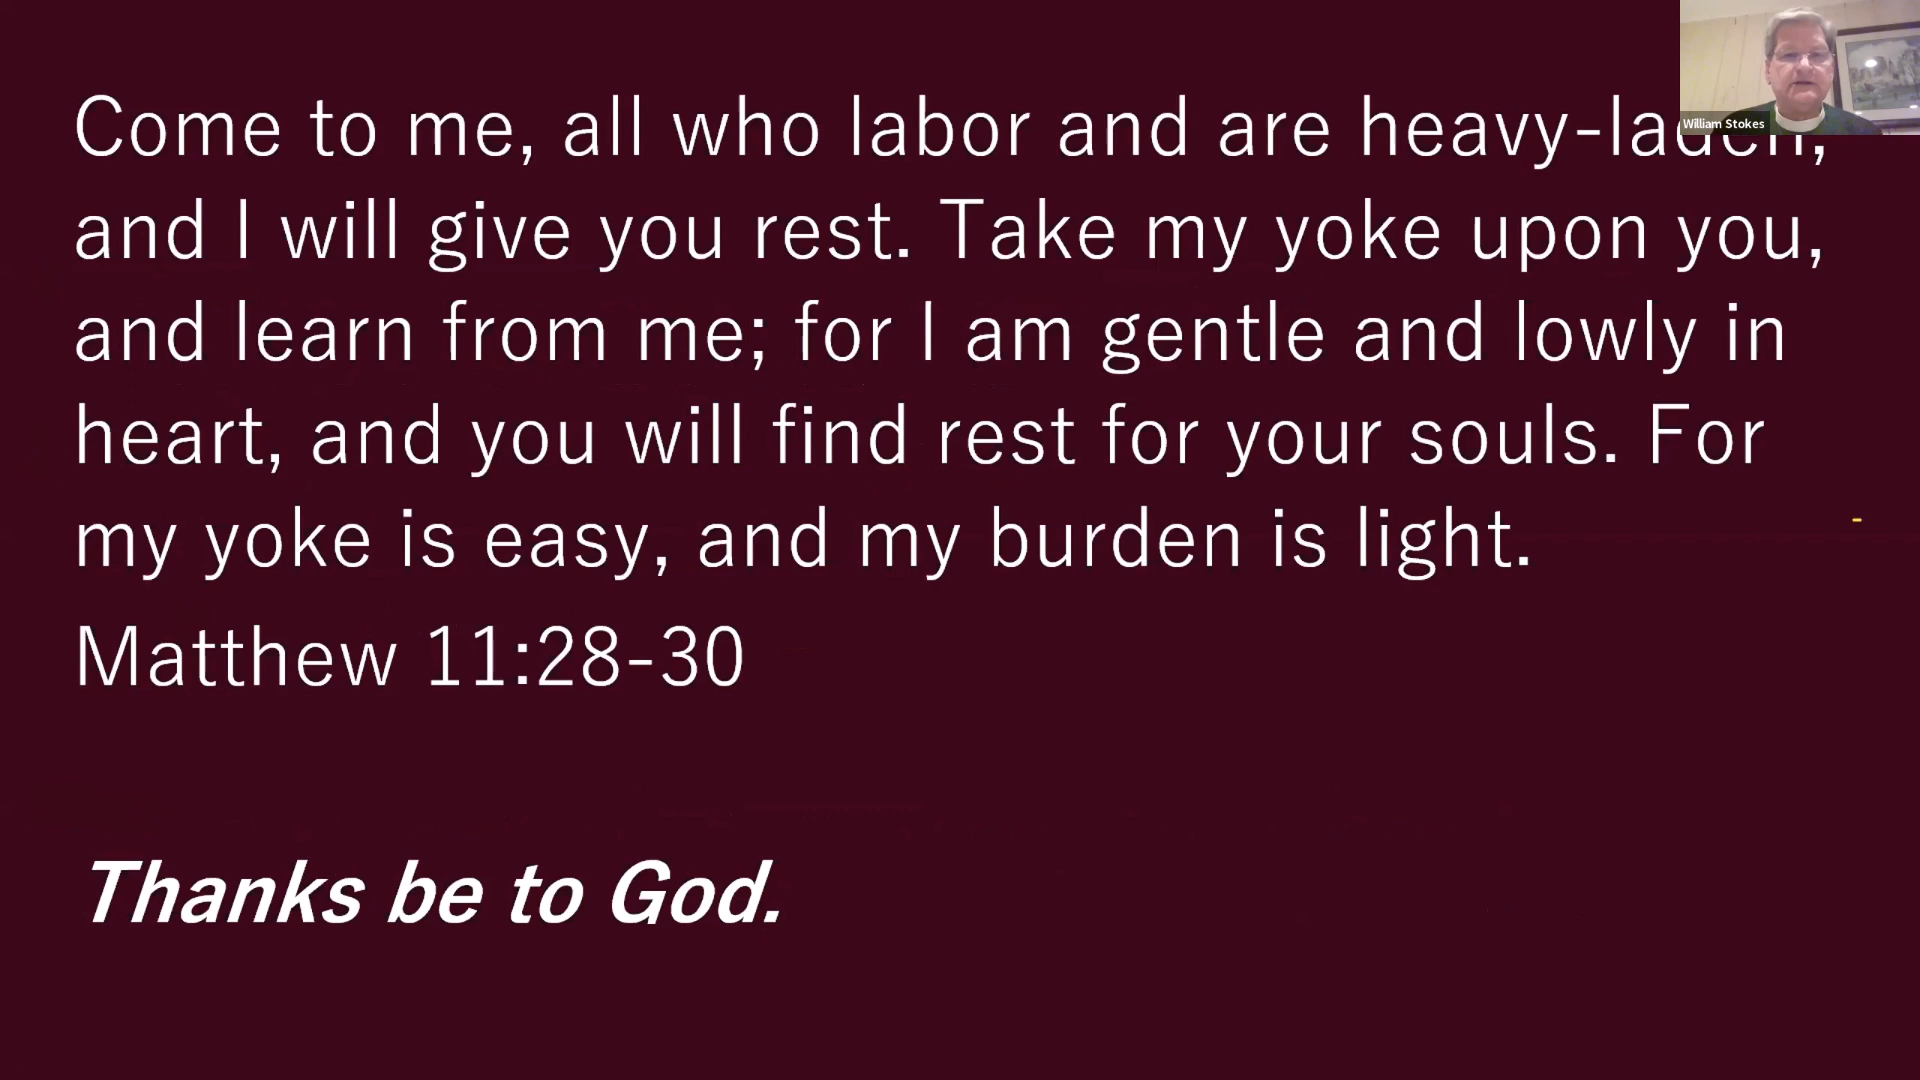 Come to me, all who labor and are heavy-laden,
and I will give you rest. Take my yoke upon you,
and learn from me; for I am gentle and lowly in
heart, and you will find rest for your souls. For
my yoke is easy, and my burden is light.
Matthew 11:28-30
Thanks be to God.
William Stokes